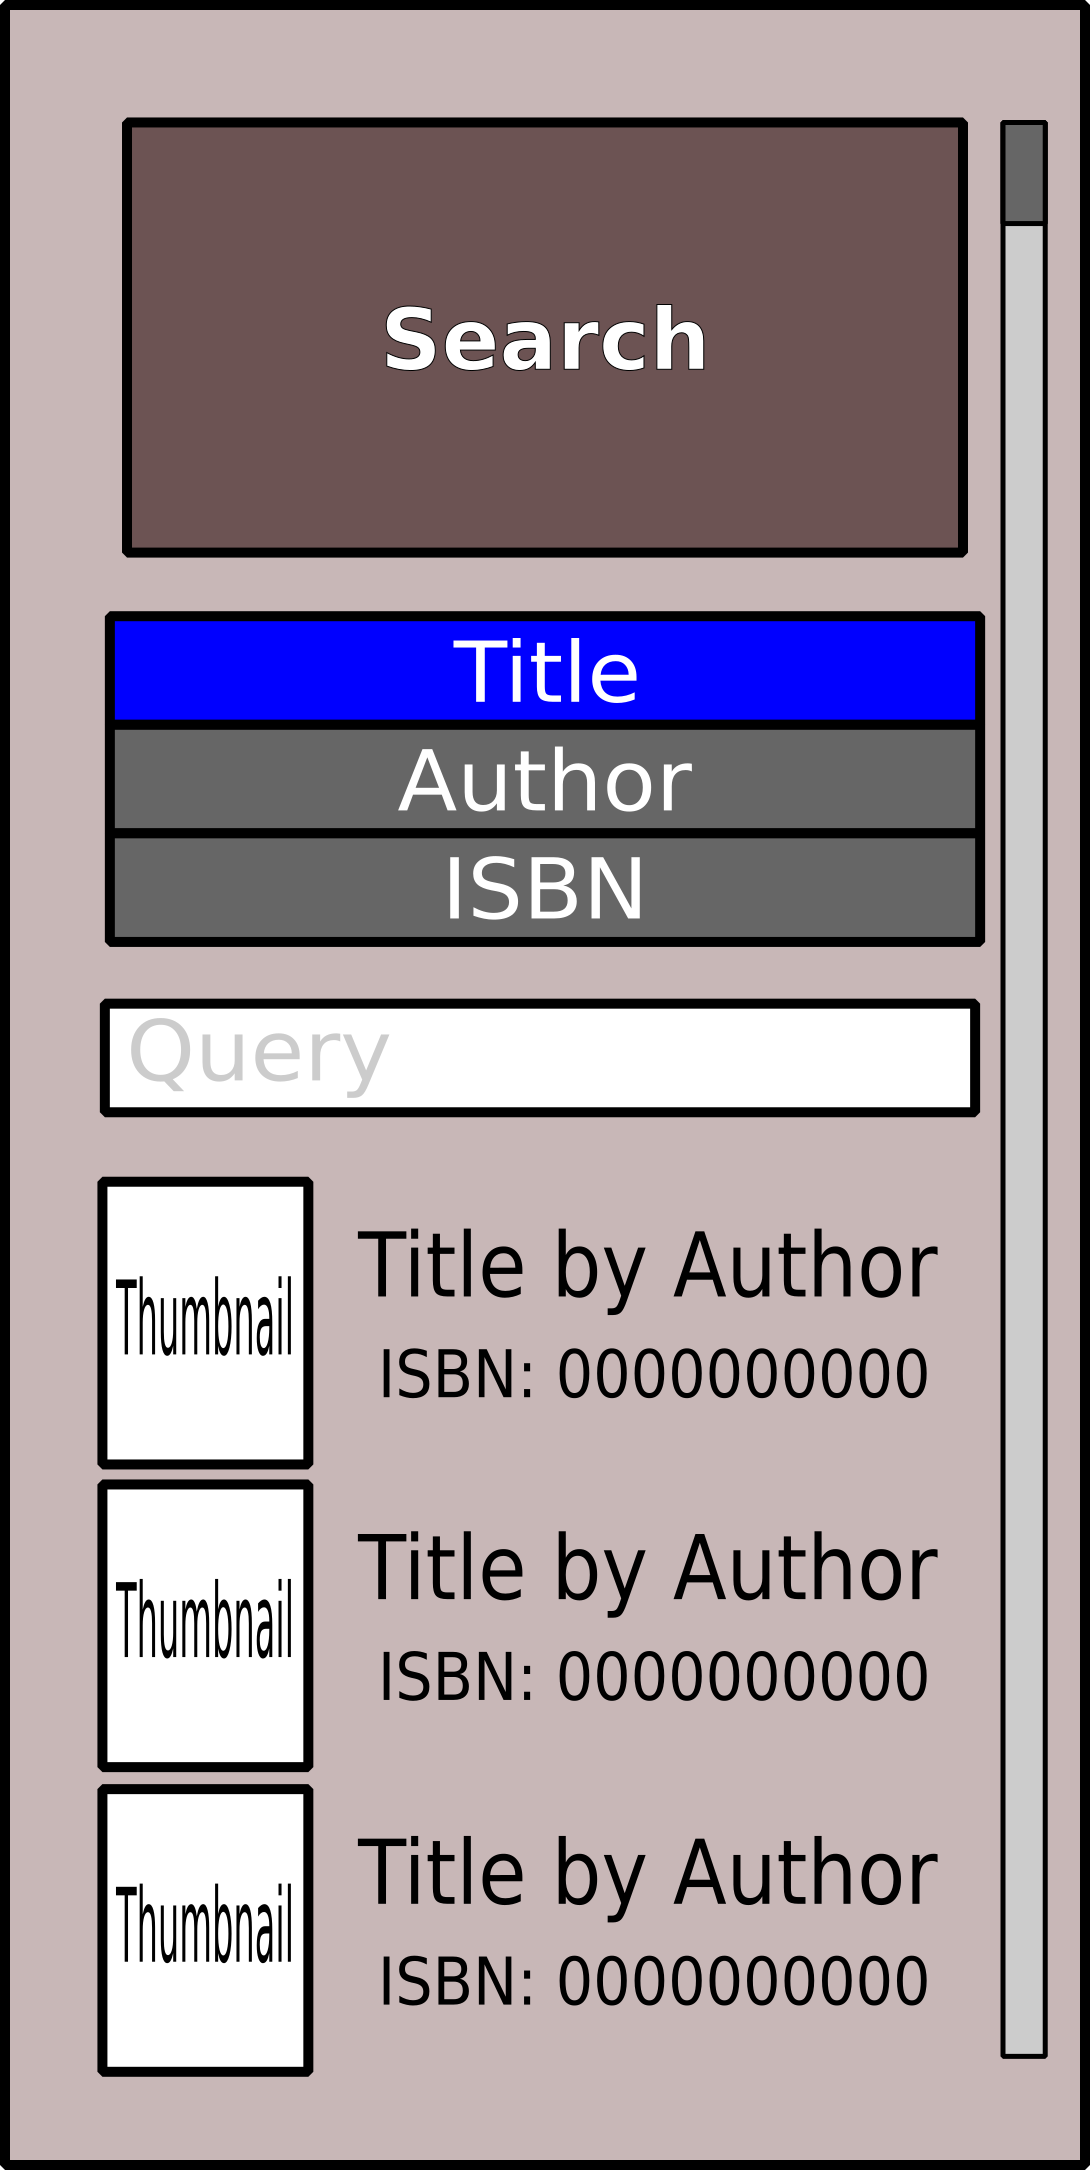 Search
Title
Author
ISBN
Query
Thumbnail
Title by Author
ISBN: 0000000000
Thumbnail
Title by Author
ISBN: 0000000000
Thumbnail
Title by Author
ISBN: 0000000000